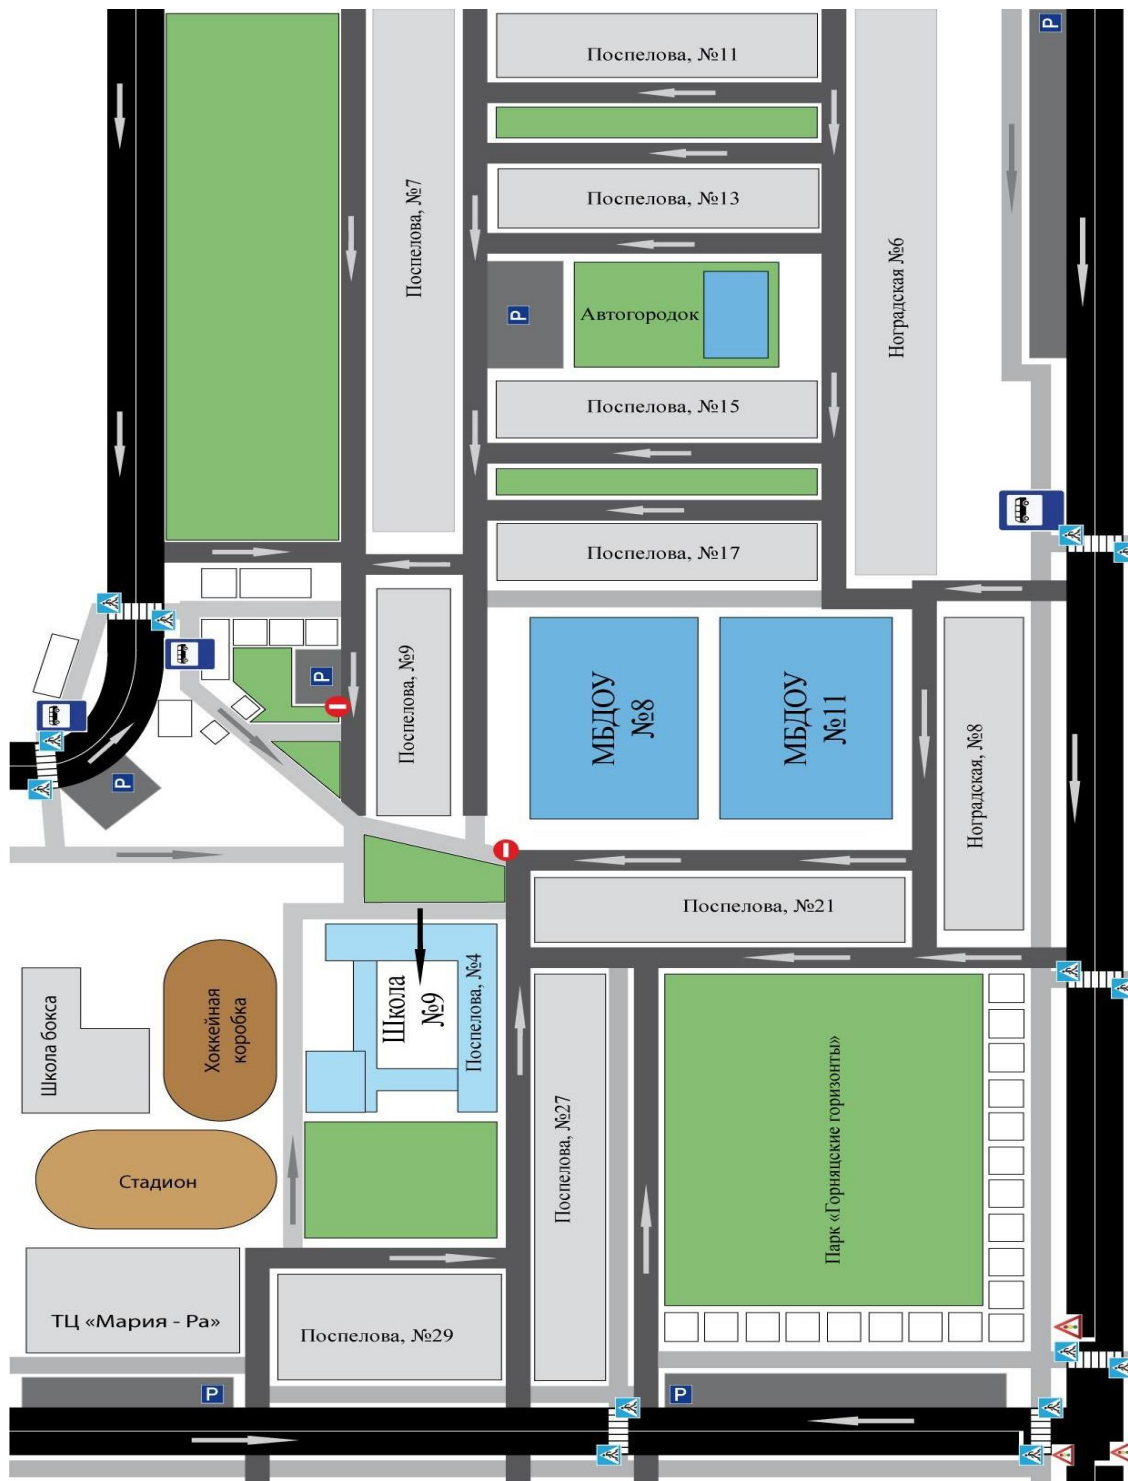 Поспелова, №11
P
Поспелова, №7
Поспелова, №13
Ноградская №6
P
Автогородок
Поспелова, №15
Поспелова, №17
Поспелова, №9
P
МБДОУ
№8
МБДОУ
№11
P
Ноградская, №8
Поспелова, №21
Школа
№9
Поспелова, №4
Школа бокса
Хоккейная
коробка
Стадион
Поспелова, №27
Парк «Горняцские горизонты»
ТЦ «Мария - Ра»
Поспелова, №29
P
P